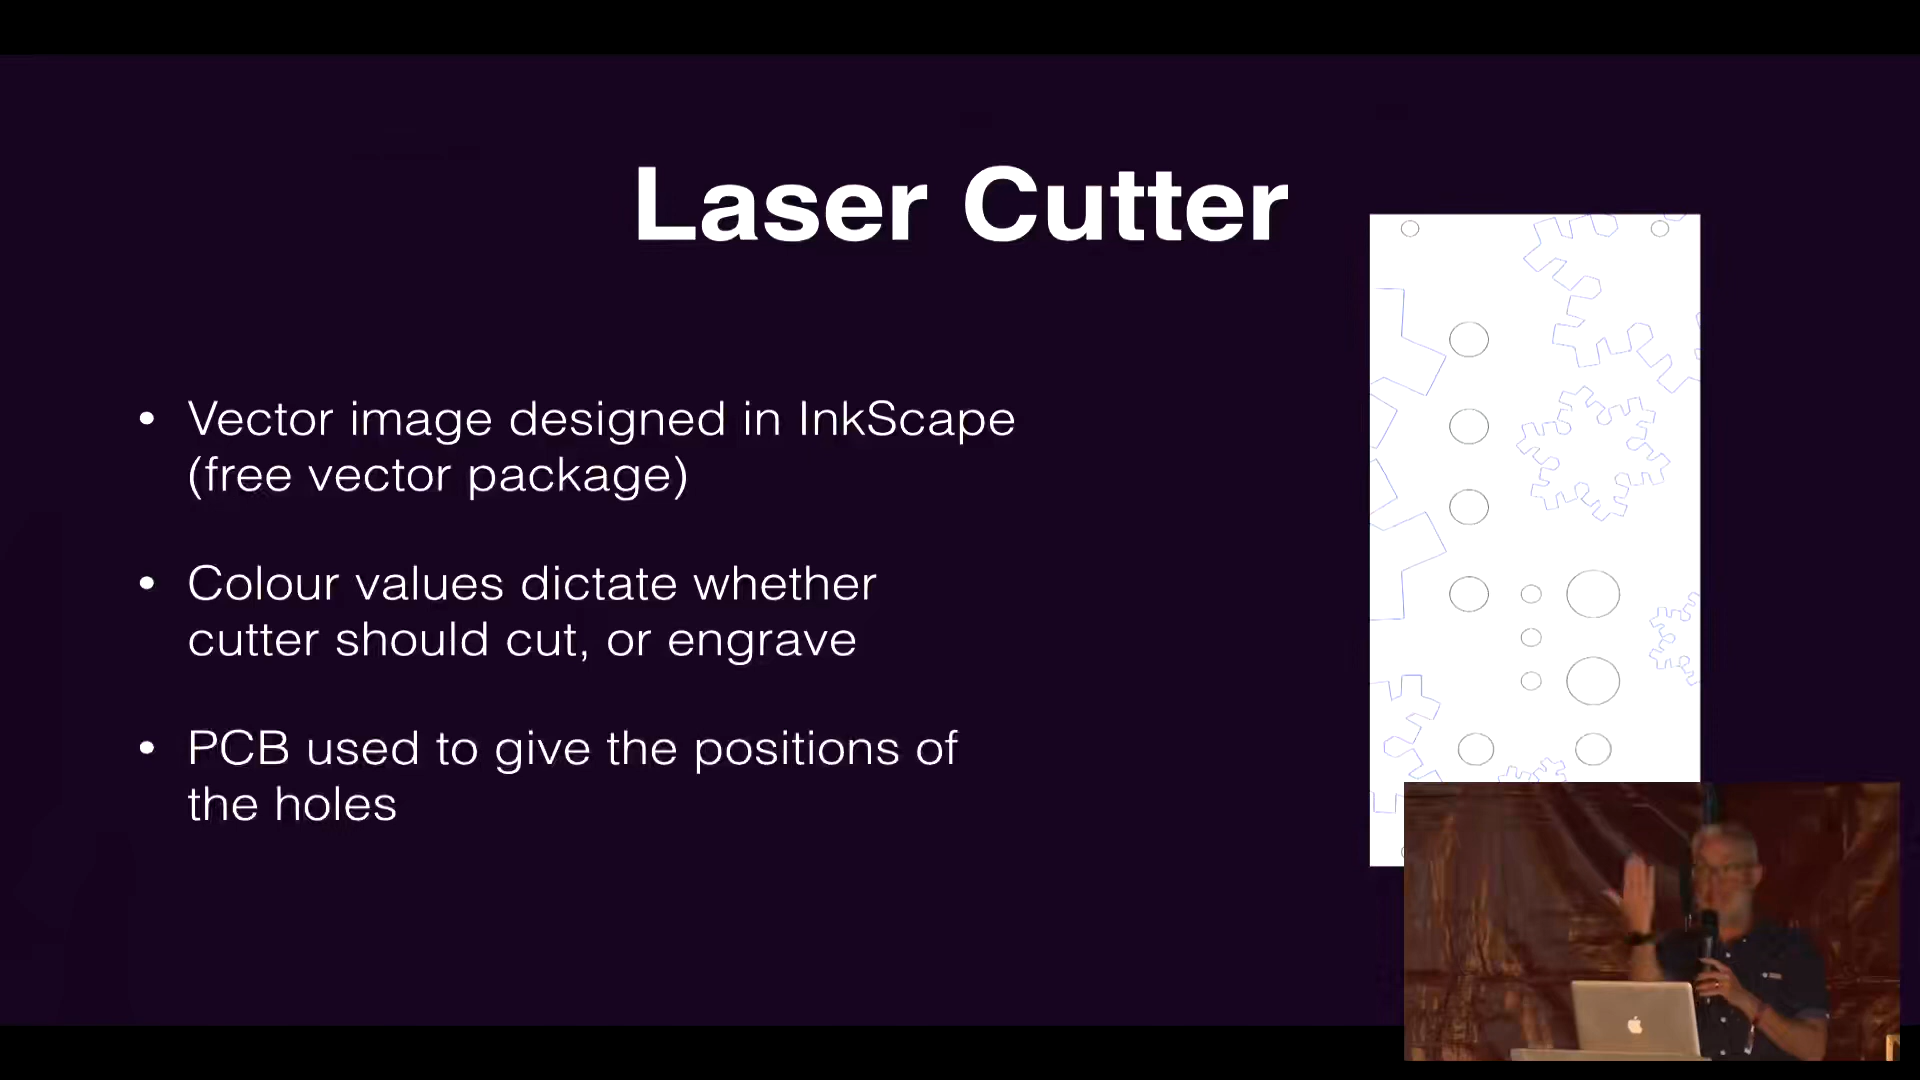 Laser Cutter
• Vector image designed in InkScape
(free vector package)
• Colour values dictate whether
cutter should cut, or engrave
• PCB used to give the positions of
the holes